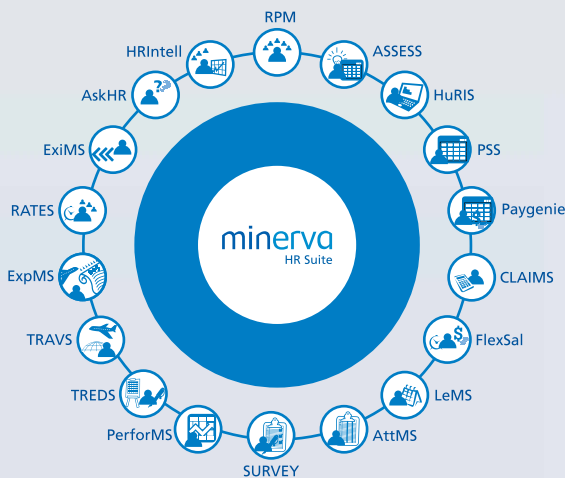 RPM
HRIntell
ASSESS
AskHR
HuRIS
ExiMS
PSS
RATES
Paygenie
minerva
HR Suite
ExpMS
CLAIMS
TRAVS
FlexSal
TREDS
LeMS
PerforMS
AttMS
SURVEY